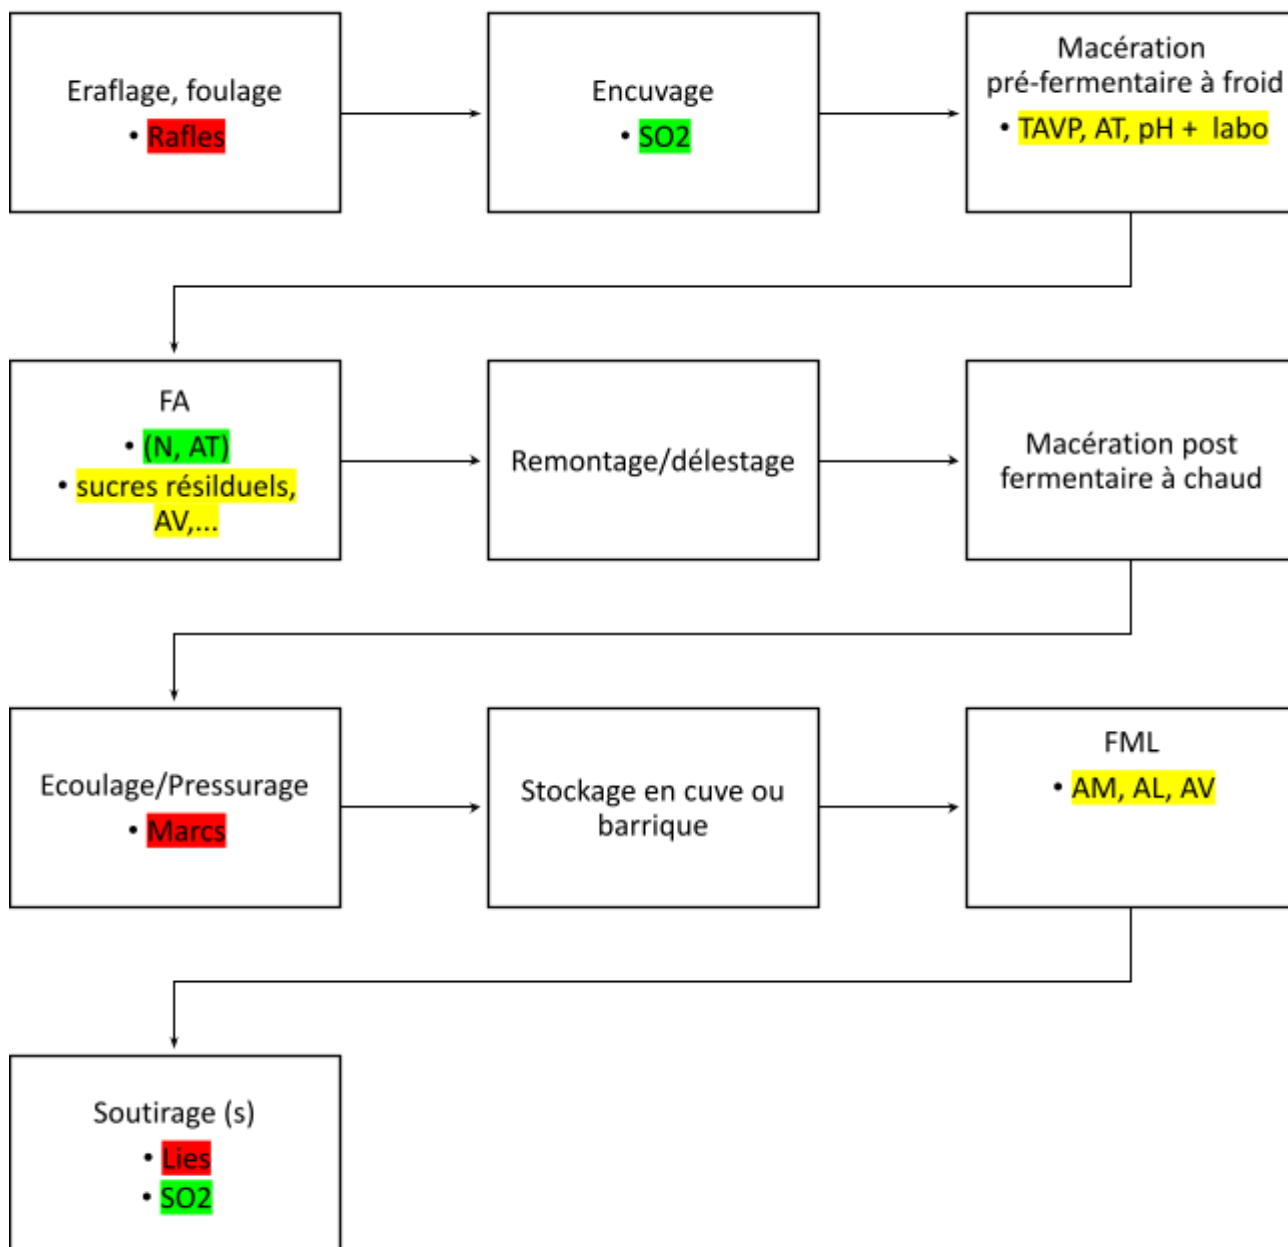 Eraflage, foulage
• Rafles
Encuvage
• SO2
Macération
pré-fermentaire à froid
• TAVP, AT, pH + labo
FA
• (N, AT)
• sucres résilduels,
AV,...
Remontage/délestage
Macération post
fermentaire à chaud
Ecoulage/Pressurage
• Marcs
Stockage en cuve ou
barrique
FML
• AM, AL, AV
Soutirage (s)
• Lies
• SO2